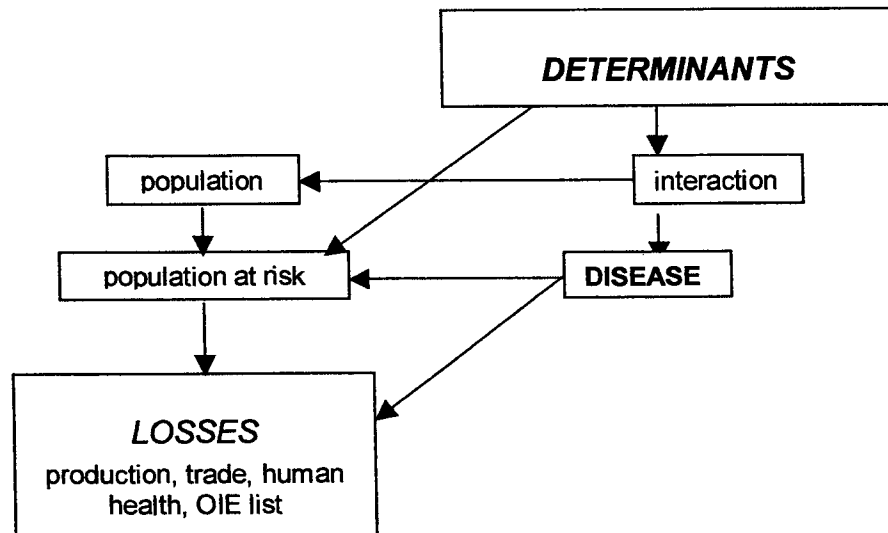 DETERMINANTS
population
interaction
population at risk
DISEASE
LOSSES
production, trade, human
health, OIE list